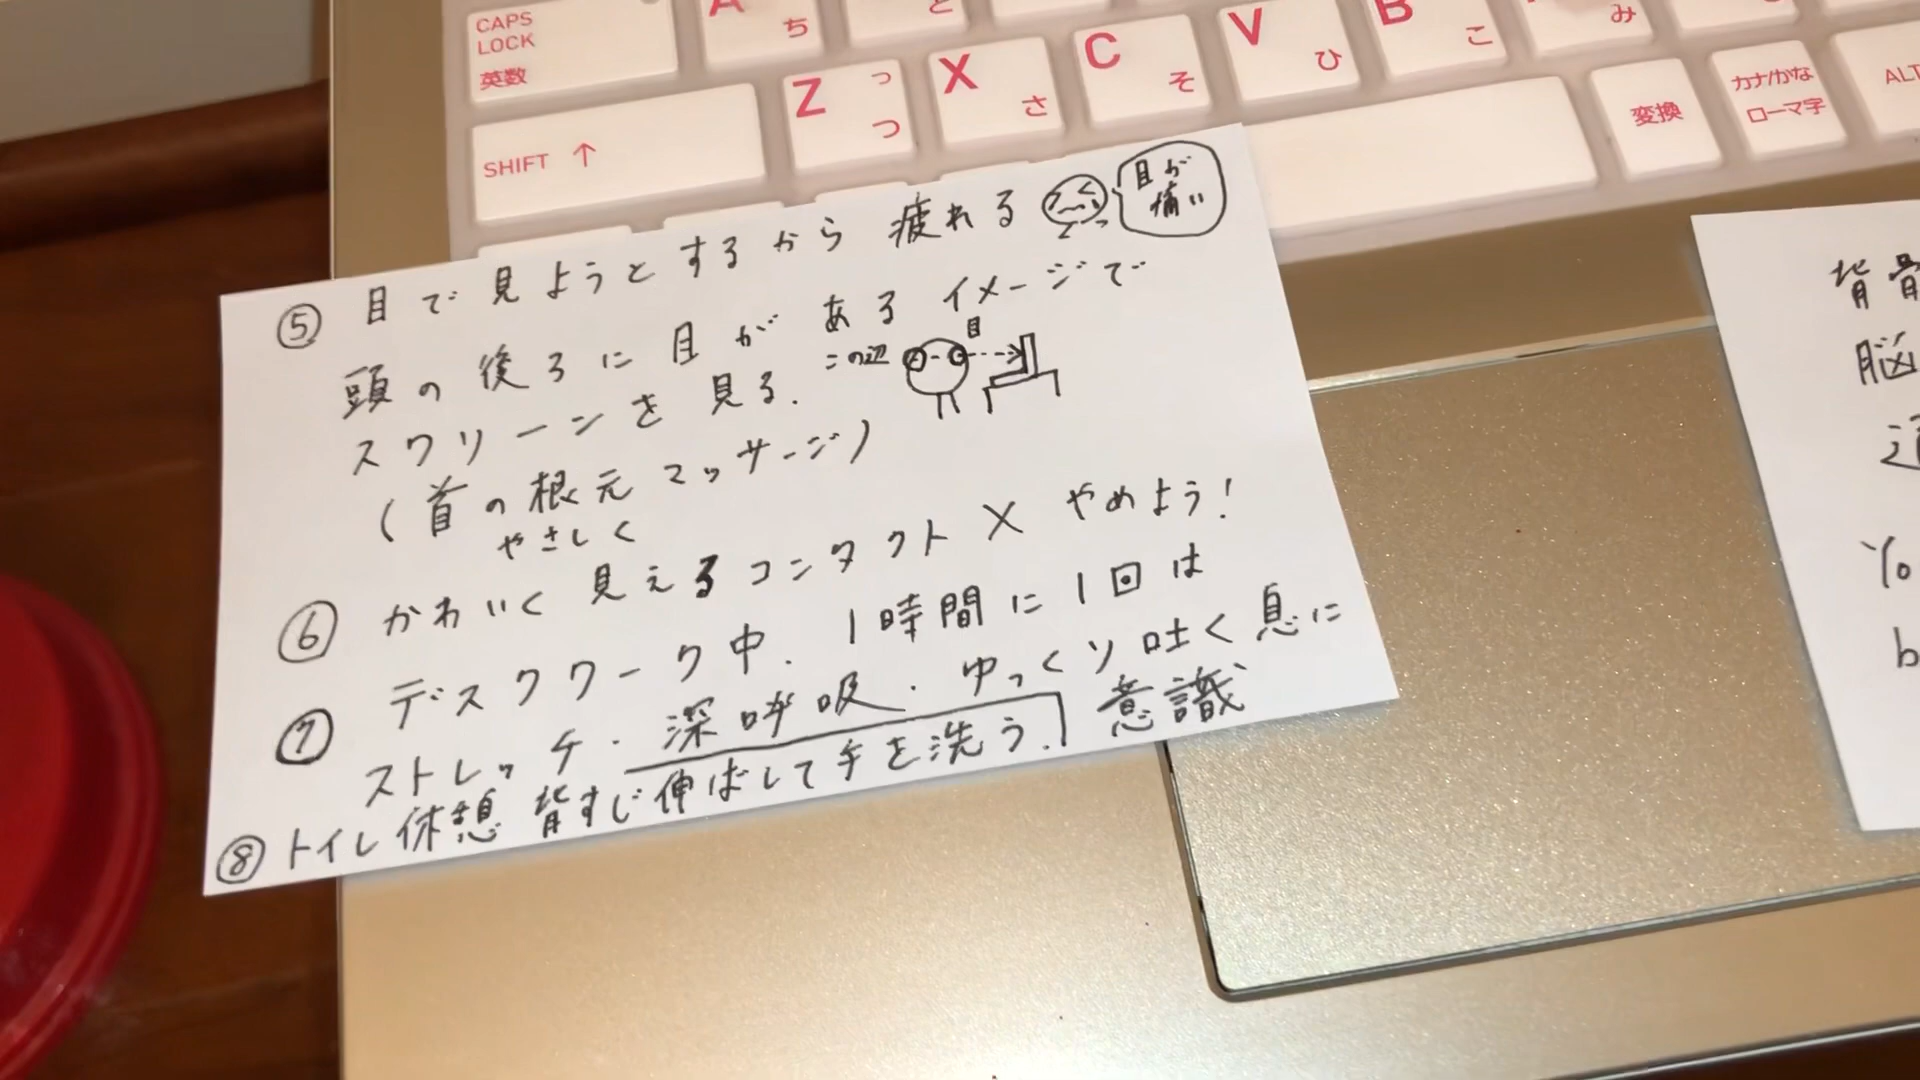 CAPS
LOCK
英数
A ち
Z っ
つ
X さ
C そ
V ひ
B こ
み
SHIFT ↑
変換
カナ/かな
ローマ字
ALT
⑤ 目で見ようとするから疲れる
目が
痛い
頭の後ろに目があるイメージで
スクリーンを見る.
この辺
目
(首の根元マッサージ)
やさしく
⑥ かわいく見えるコンタクト × やめよう!
⑦ デスクワーク中. 1時間に1回は
ストレッチ. 深呼吸. ゆっくり吐く息に
意識
⑧ トイレ休憩 背すじ伸ばして手を洗う.
背骨
脳
Yo
b